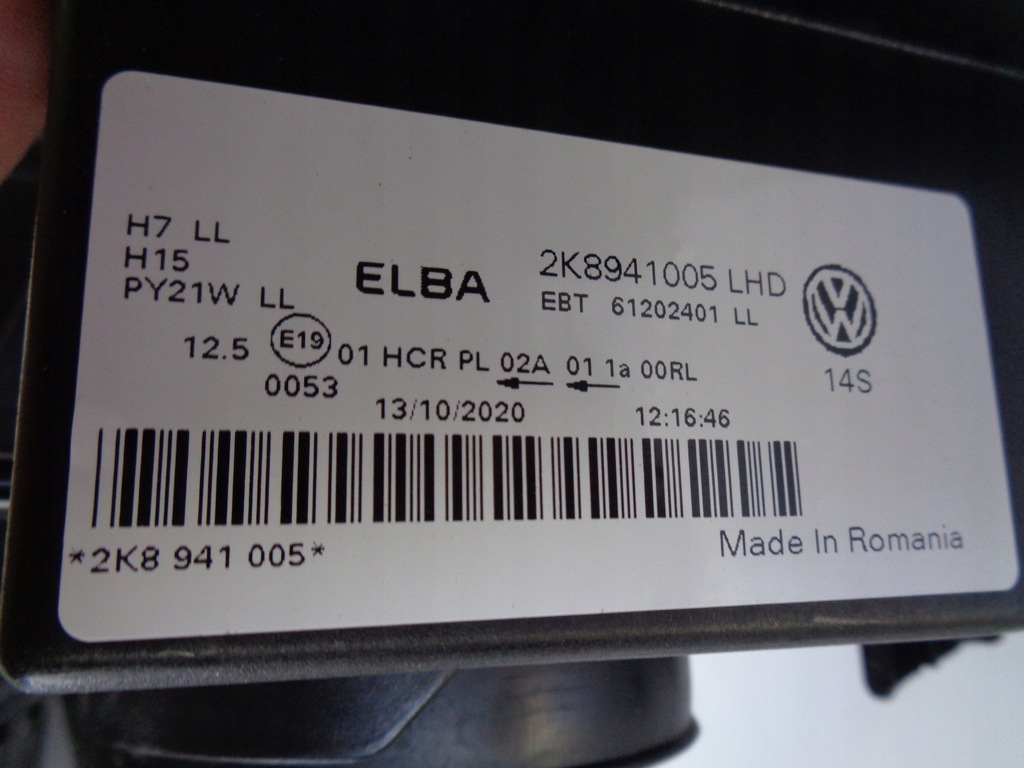 H7 LL
H15
PY21W LL
ELBA
2K8941005 LHD
EBT 61202401 LL
VW
14S
12.5 E19 01 HCR PL 02A 01 1a 00RL
0053
13/10/2020 12:16:46
*2K8 941 005*
Made In Romania